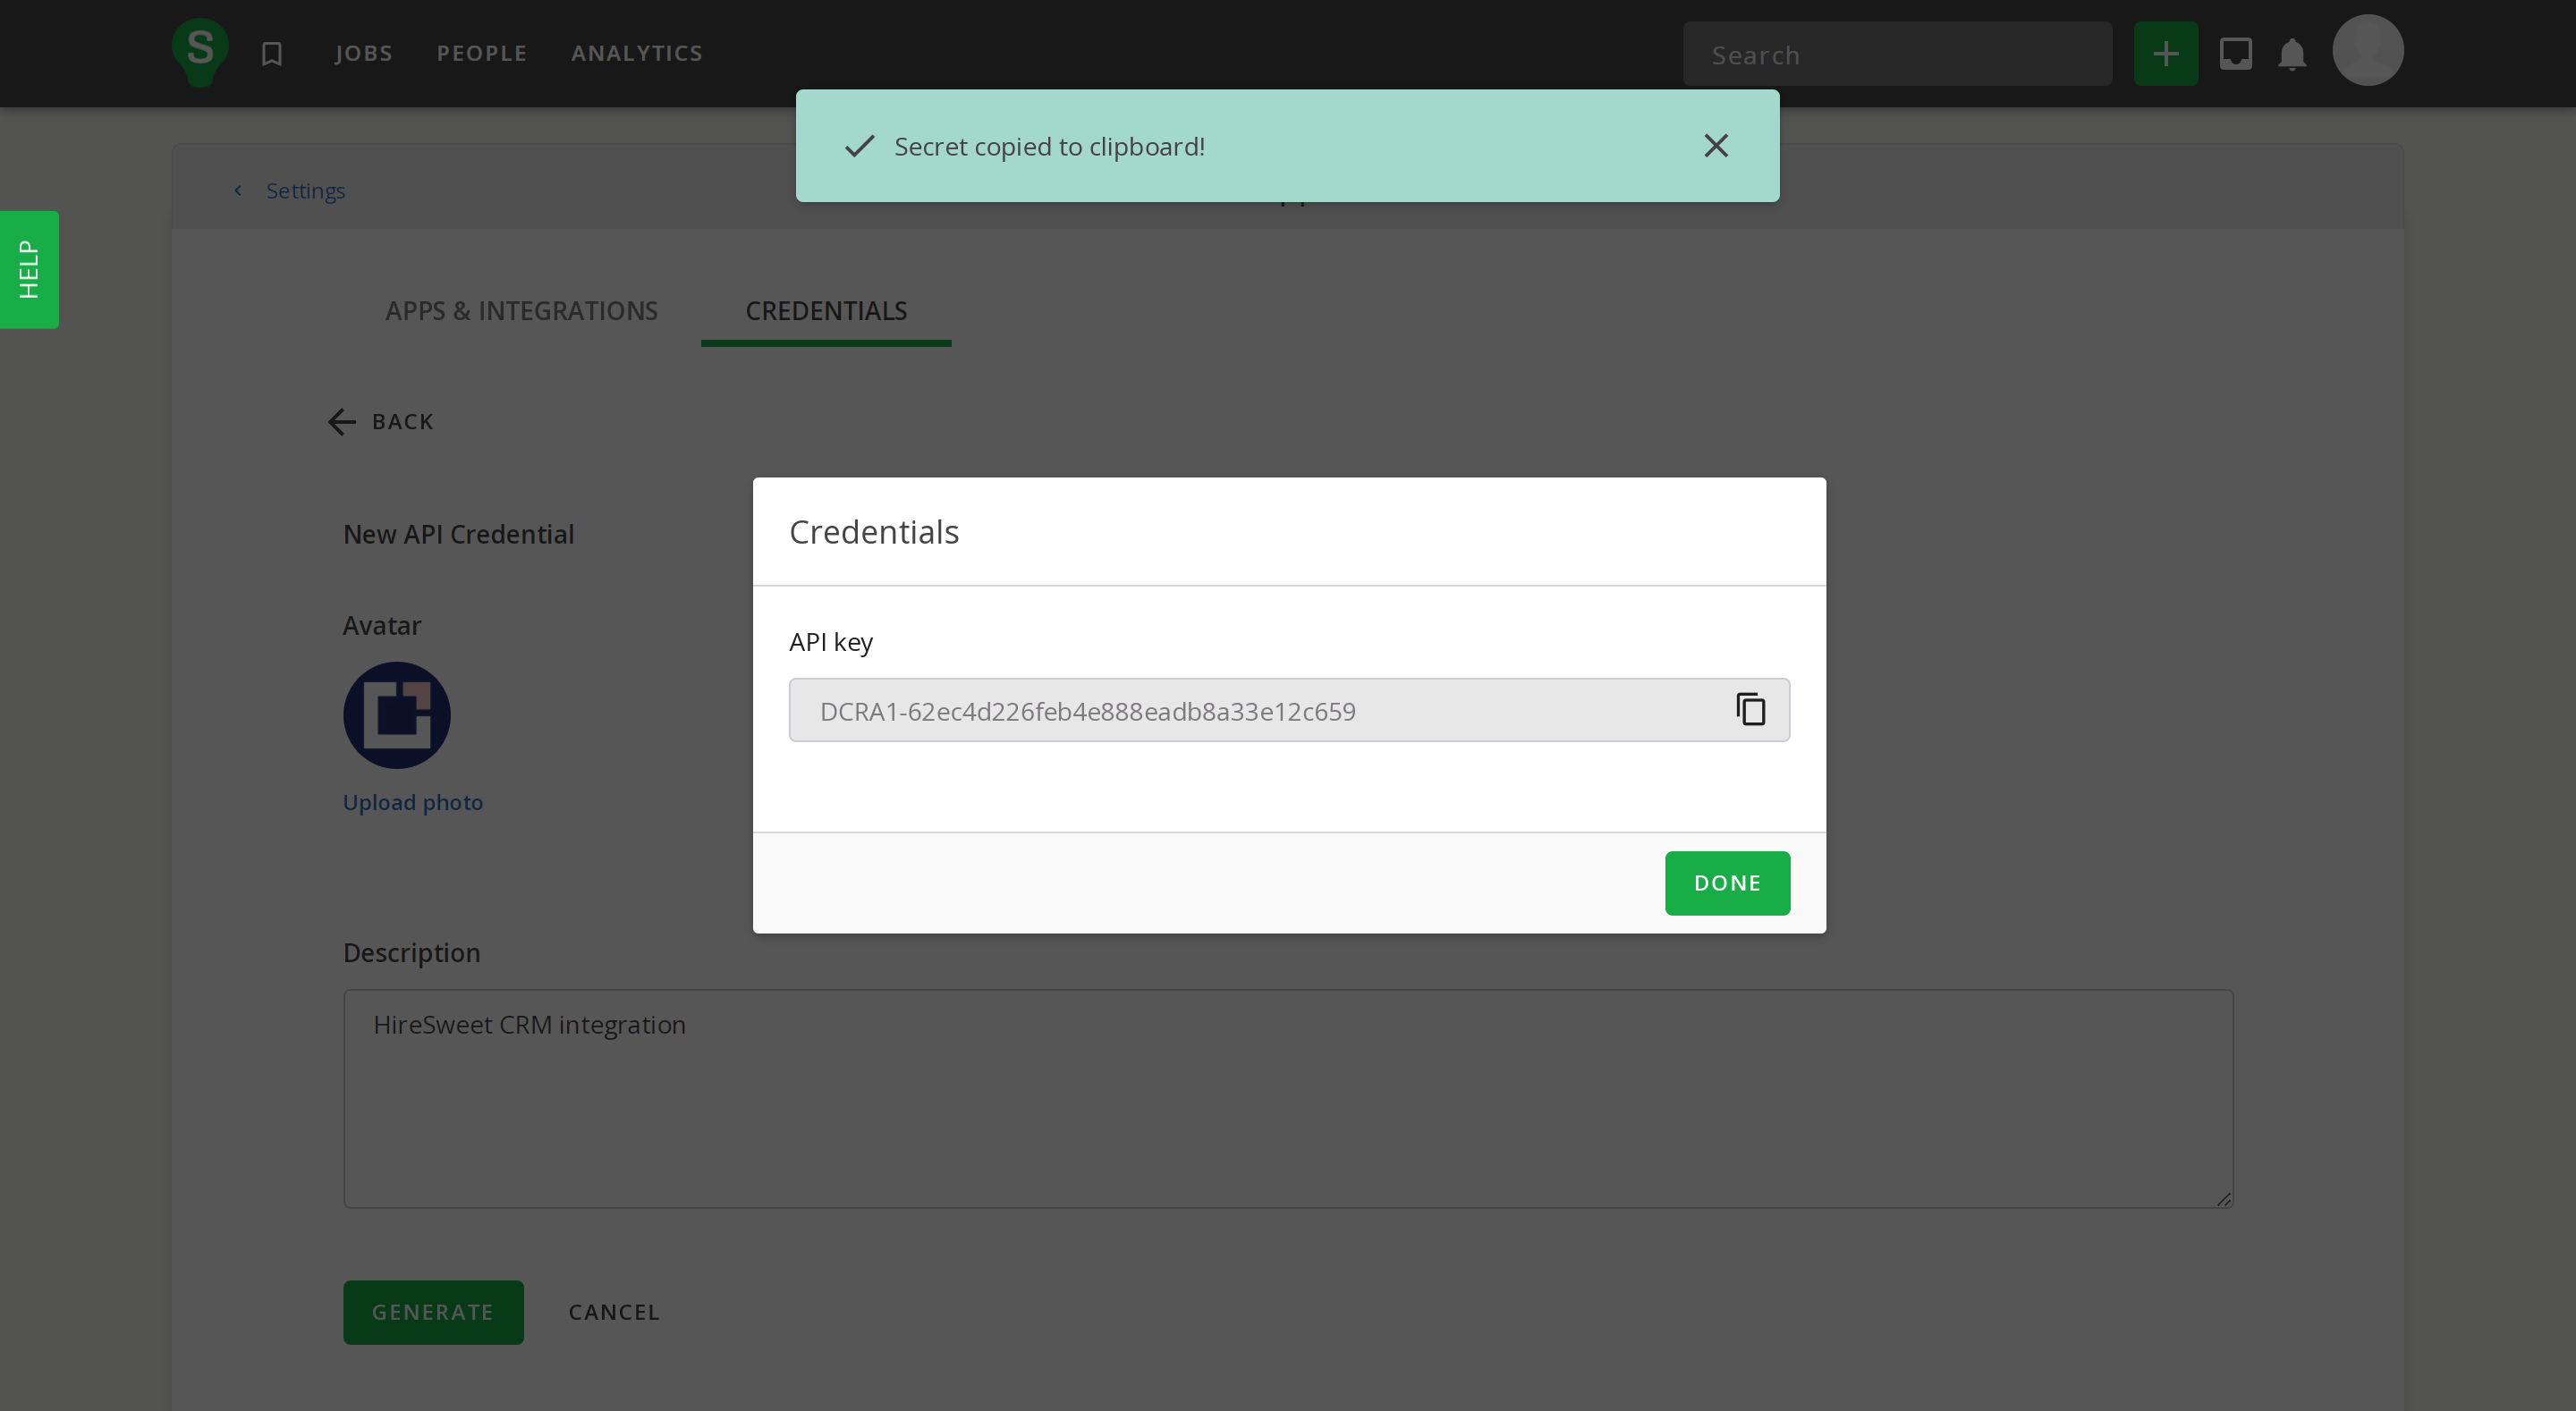 S
JOBS
PEOPLE
ANALYTICS
Search
Secret copied to clipboard!
Settings
HELP
APPS & INTEGRATIONS
CREDENTIALS
BACK
New API Credential
Avatar
Upload photo
Credentials
API key
DCRA1-62ec4d226feb4e888eadb8a33e12c659
DONE
Description
HireSweet CRM integration
GENERATE
CANCEL